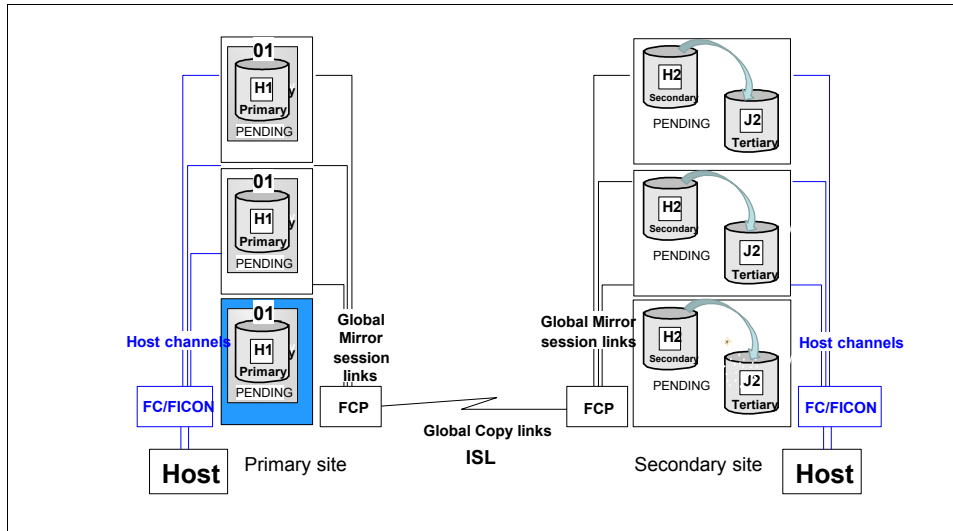 01
H1
Primary
PENDING
01
H1
Primary
PENDING
01
H1
Primary
PENDING
Host channels
Global
Mirror
session
links
FC/FICON
FCP
Host
Primary site
Global Copy links
ISL
H2
Secondary
PENDING
J2
Tertiary
H2
Secondary
PENDING
J2
Tertiary
H2
Secondary
PENDING
J2
Tertiary
Global Mirror
session links
Host channels
FCP
FC/FICON
Secondary site
Host